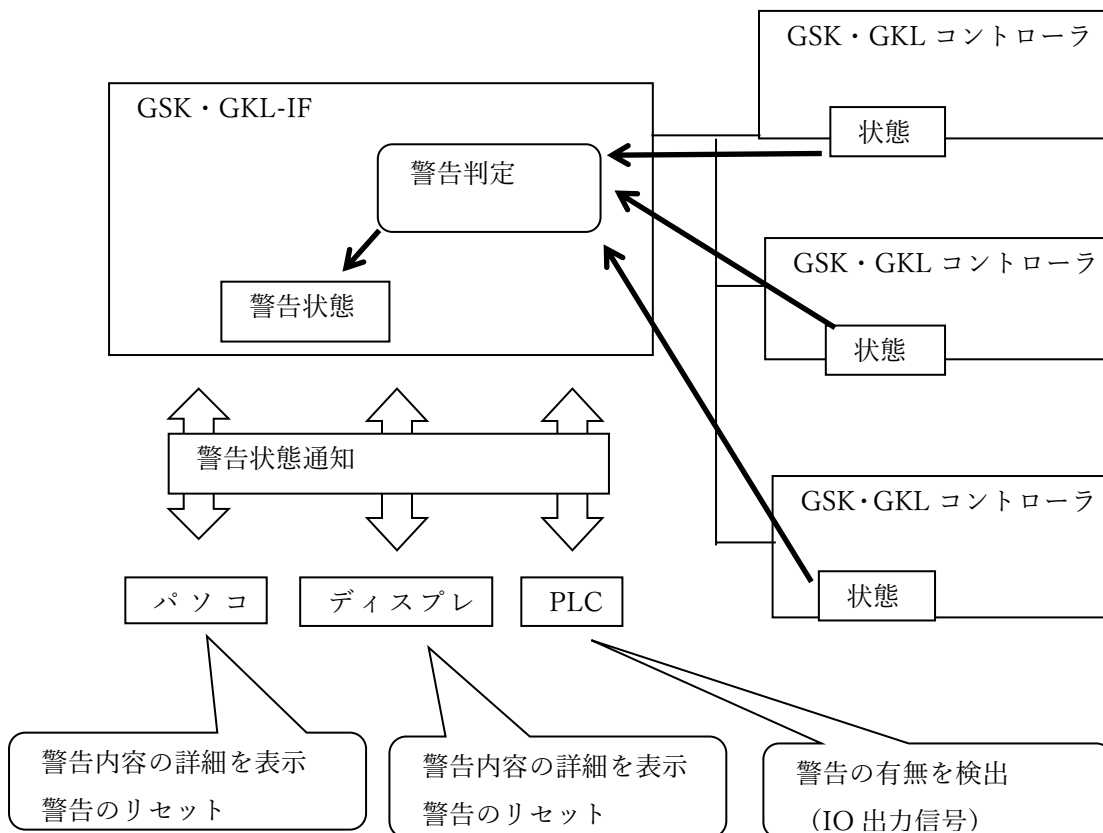 GSK・GKL コントローラ
状態
GSK・GKL-IF
警告判定
警告状態
GSK・GKL コントローラ
状態
警告状態通知
GSK・GKL コントローラ
状態
パソコ
ディスプレ
PLC
警告内容の詳細を表示
警告のリセット
警告内容の詳細を表示
警告のリセット
警告の有無を検出
（IO 出力信号）